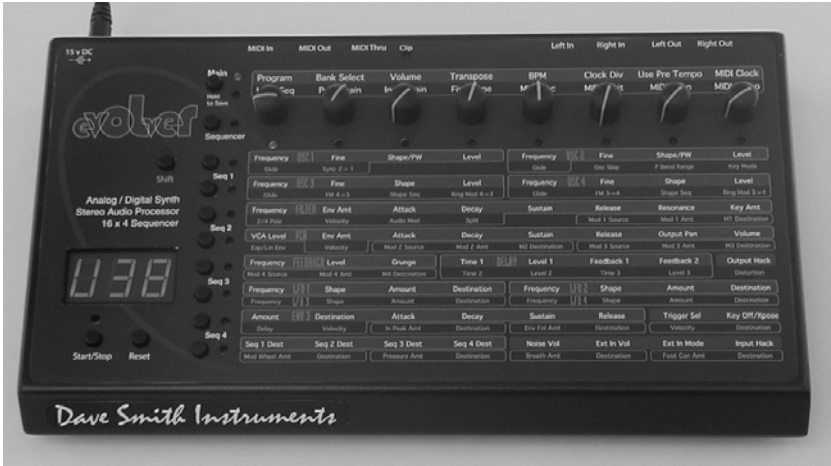 15 v DC
MIDI In MIDI Out MIDI Thru Clip Left In Right In Left Out Right Out
Main
Program Bank Select Volume Transpose BPM Clock Div Use Pre Tempo MIDI Clock
Hold
to Save
evolver
Sequencer
Shift
Frequency OSC 1 Fine Shape/PW Level Frequency OSC 2 Fine Shape/PW Level
Glide Sync 2-> 1 Glide Osc Slop P Bend Range Key Mode
Seq 1
Frequency OSC 3 Fine Shape Level Frequency OSC 4 Fine Shape Level
Glide FM 4->3 Shape Seq Ring Mod 4->3 Glide FM 3->4 Shape Seq Ring Mod 3->4
Analog / Digital Synth
Stereo Audio Processor
16 x 4 Sequencer
Frequency FILTER Env Amt Attack Decay Sustain Release Resonance Key Amt
2/4 Pole Velocity Audio Mod Split Mod 1 Source Mod 1 Amt M1 Destination
Seq 2
VCA Level VCA Env Amt Attack Decay Sustain Release Output Pan Volume
Exp/Lin Env Velocity Mod 2 Source Mod 2 Amt M2 Destination Mod 3 Source Mod 3 Amt M3 Destination
U38
Frequency FEEDBACK Level Grunge Time 1 DELAY Level 1 Feedback 1 Feedback 2 Output Hack
Mod 4 Source Mod 4 Amt M4 Destination Time 2 Level 2 Time 3 Level 3 Distortion
Seq 3
Frequency LFO 1 Shape Amount Destination Frequency LFO 2 Shape Amount Destination
Frequency LFO 3 Shape Amount Destination Frequency LFO 4 Shape Amount Destination
Amount ENV 3 Destination Attack Decay Sustain Release Trigger Sel Key Off/Xpose
Delay Velocity In Peak Amt Destination Env Fol Amt Destination Velocity Destination
Seq 4
Seq 1 Dest Seq 2 Dest Seq 3 Dest Seq 4 Dest Noise Vol Ext In Vol Ext In Mode Input Hack
Mod Wheel Amt Destination Pressure Amt Destination Breath Amt Destination Foot Con Amt Destination
Start/Stop Reset
Dave Smith Instruments